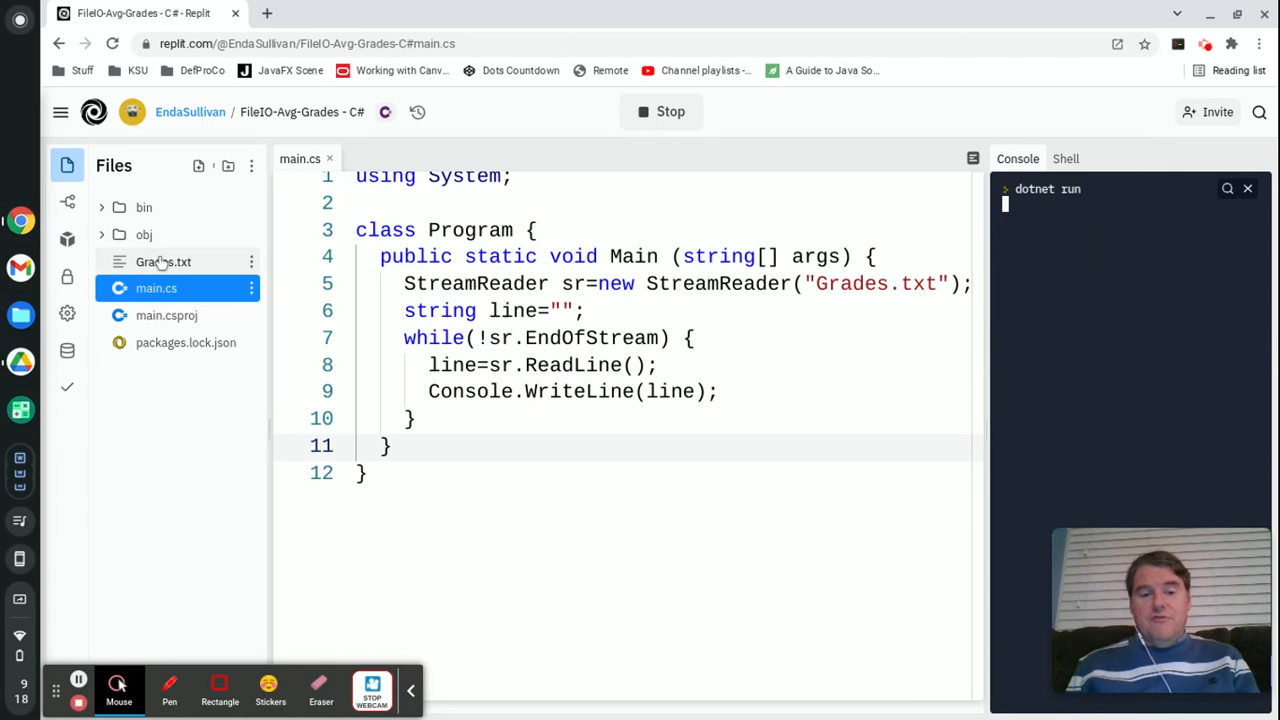 FileIO-Avg-Grades - C# - Replit
replit.com/@EndaSullivan/FileIO-Avg-Grades-C#main.cs
Stuff KSU DefProCo JavaFX Scene Working with Canv... Dots Countdown Remote Channel playlists -... A Guide to Java So... Reading list
EndaSullivan / FileIO-Avg-Grades - C# Stop Invite
Files main.cs Console Shell
bin
obj
Grades.txt
main.cs
main.csproj
packages.lock.json
1 using System;
2
3 class Program {
4 public static void Main (string[] args) {
5 StreamReader sr=new StreamReader("Grades.txt");
6 string line="";
7 while(!sr.EndOfStream) {
8 line=sr.ReadLine();
9 Console.WriteLine(line);
10 }
11 }
12 }
> dotnet run
9
18
Mouse Pen Rectangle Stickers Eraser STOP WEBCAM